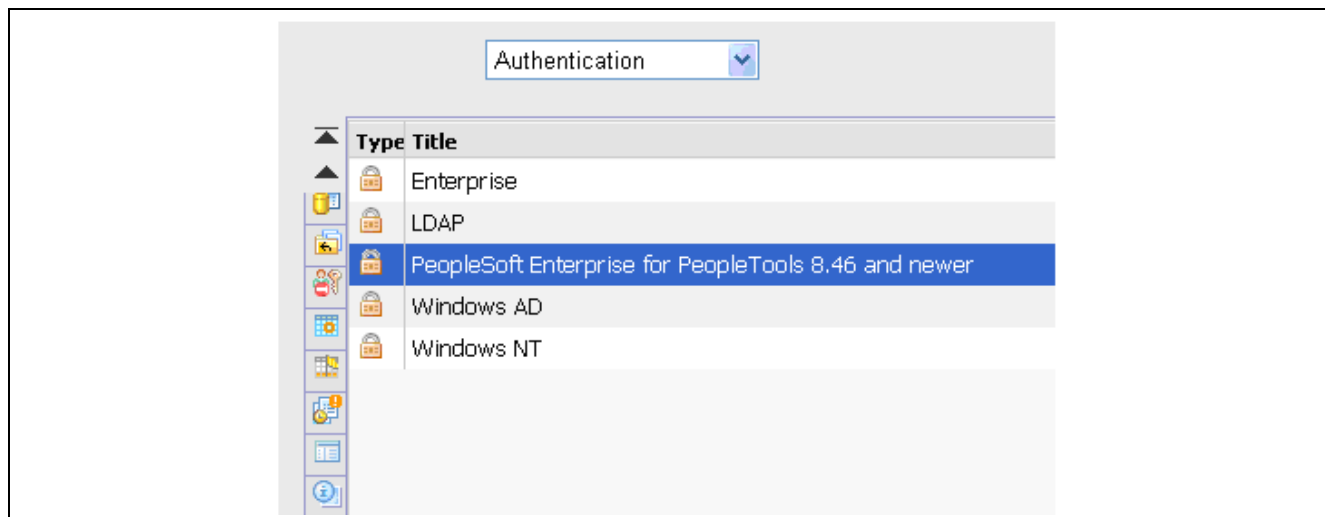 Authentication
Type Title
Enterprise
LDAP
PeopleSoft Enterprise for PeopleTools 8.46 and newer
Windows AD
Windows NT